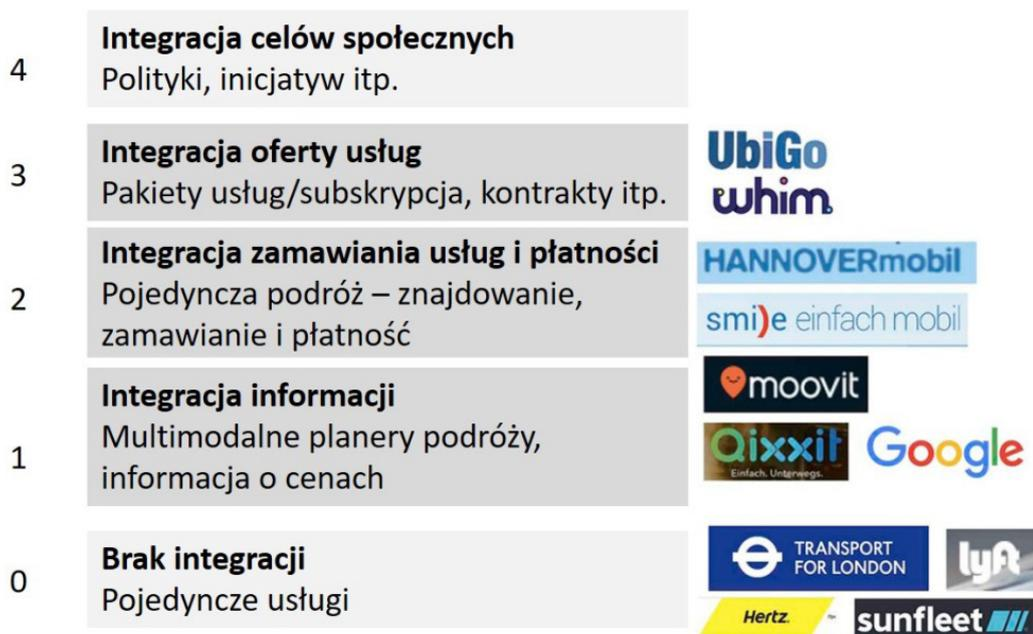 4
Integracja celów społecznych
Polityki, inicjatyw itp.
3
Integracja oferty usług
Pakiety usług/subskrypcja, kontrakty itp.
UbiGo
whim
2
Integracja zamawiania usług i płatności
Pojedyncza podróż – znajdowanie,
zamawianie i płatność
HANNOVERmobil
smi)e einfach mobil
1
Integracja informacji
Multimodalne planery podróży,
informacja o cenach
moovit
Qixxit
Einfach. Unterwegs.
Google
0
Brak integracji
Pojedyncze usługi
TRANSPORT
FOR LONDON
lyft
Hertz.
sunfleet